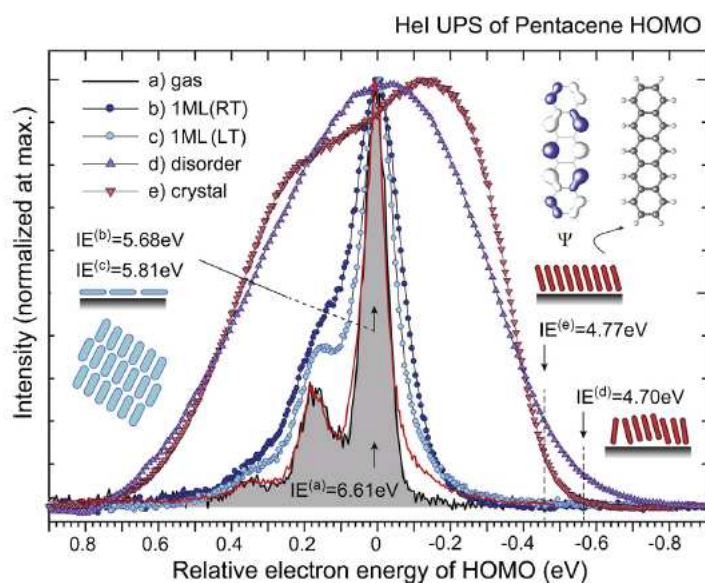 HeI UPS of Pentacene HOMO
a) gas
b) 1ML(RT)
c) 1ML(LT)
d) disorder
e) crystal
IE(b)=5.68eV
IE(c)=5.81eV
Ψ
IE(e)=4.77eV
IE(d)=4.70eV
IE(a)=6.61eV
Intensity (normalized at max.)
0.8 0.6 0.4 0.2 0 -0.2 -0.4 -0.6 -0.8
Relative electron energy of HOMO (eV)